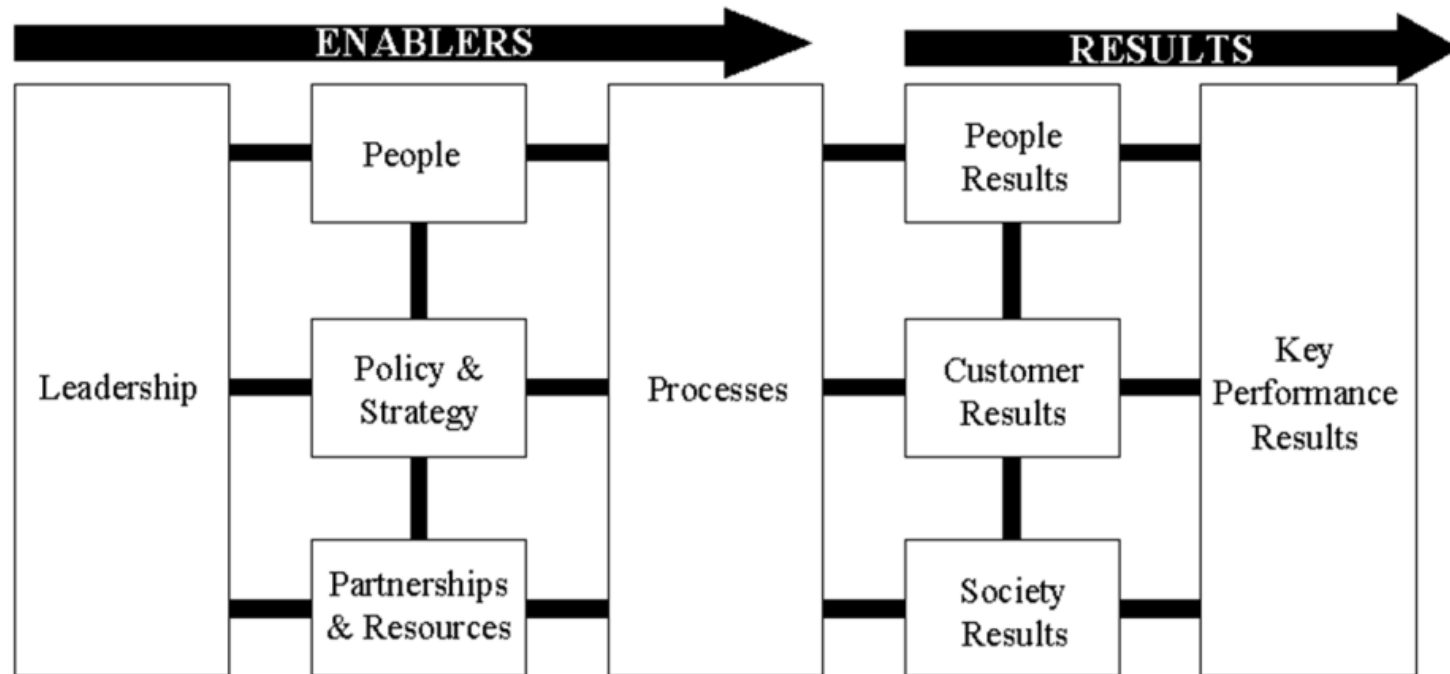 ENABLERS
RESULTS
Leadership
People
Policy &
Strategy
Partnerships
& Resources
Processes
People
Results
Customer
Results
Society
Results
Key
Performance
Results